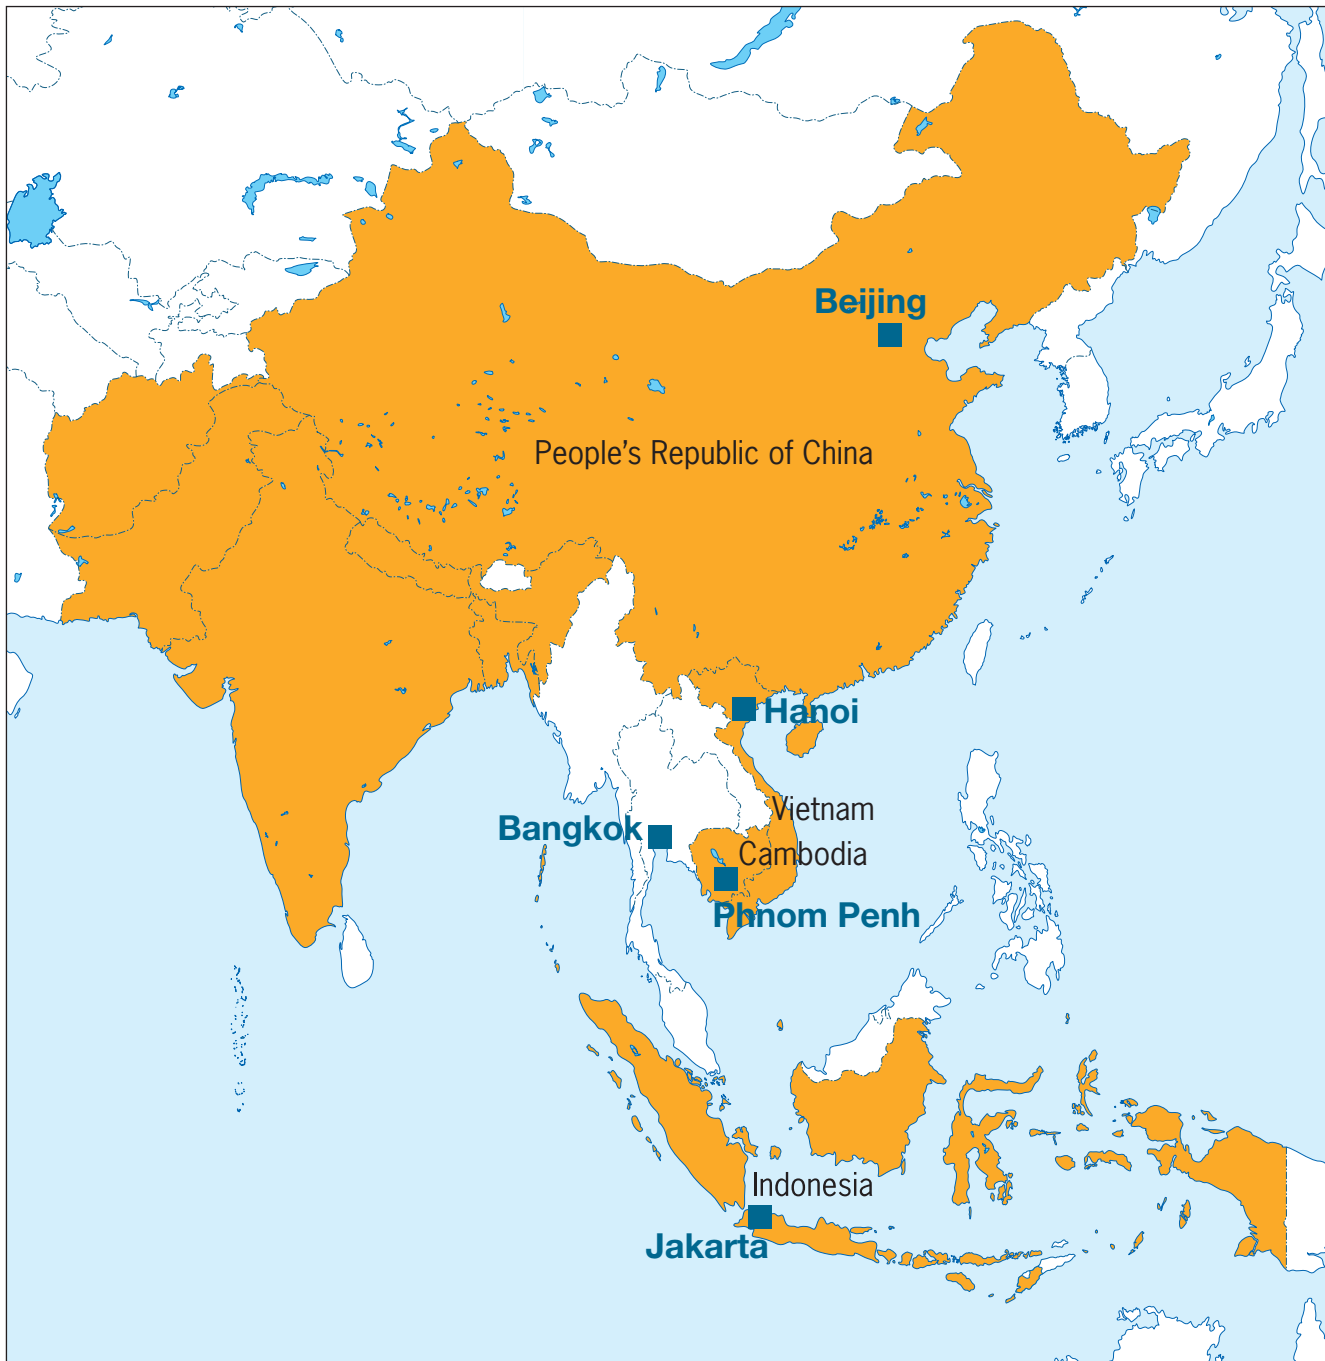 Beijing
People's Republic of China
Hanoi
Vietnam
Bangkok
Cambodia
Phnom Penh
Indonesia
Jakarta